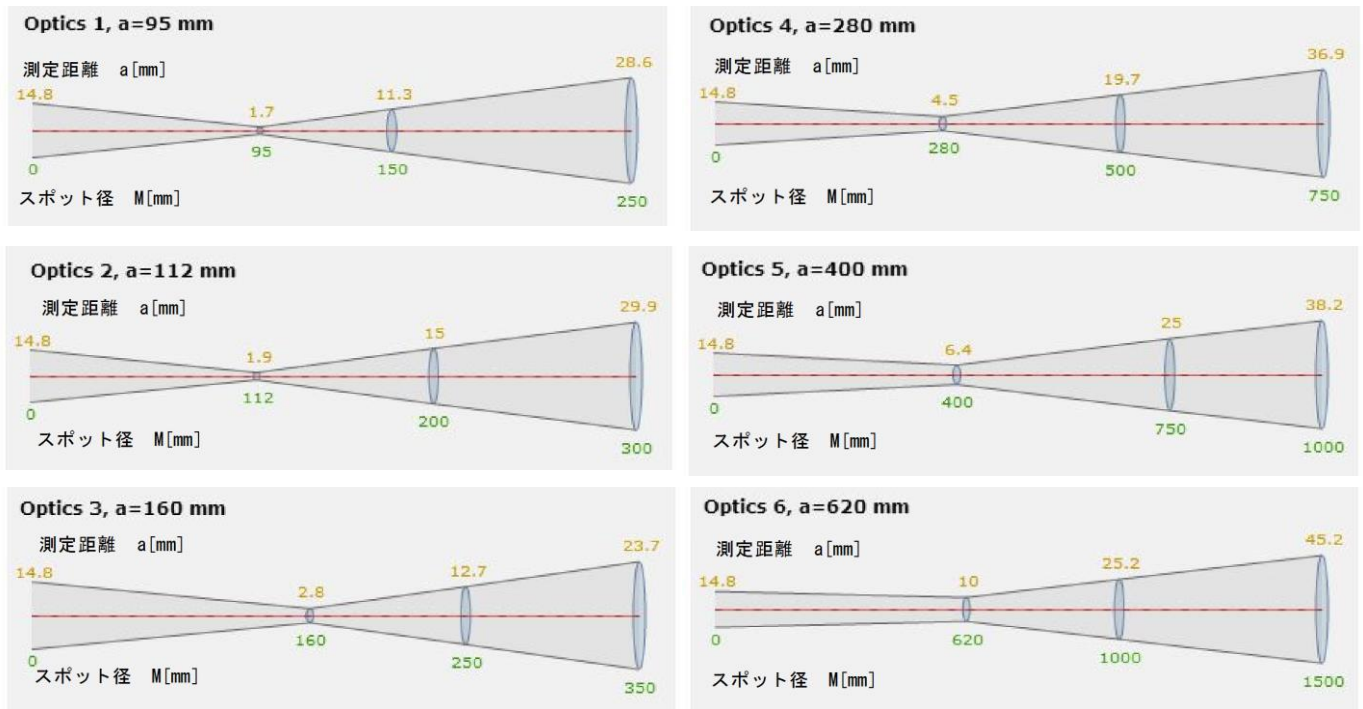 Optics 1, a=95 mm
測定距離 a[mm]
28.6
14.8
1.7
11.3
0
95
150
スポット径 M[mm]
250
Optics 2, a=112 mm
測定距離 a[mm]
29.9
14.8
1.9
15
0
112
200
スポット径 M[mm]
300
Optics 3, a=160 mm
測定距離 a[mm]
23.7
14.8
2.8
12.7
0
160
250
スポット径 M[mm]
350
Optics 4, a=280 mm
測定距離 a[mm]
36.9
14.8
4.5
19.7
0
280
500
スポット径 M[mm]
750
Optics 5, a=400 mm
測定距離 a[mm]
38.2
14.8
6.4
25
0
400
750
スポット径 M[mm]
1000
Optics 6, a=620 mm
測定距離 a[mm]
45.2
14.8
10
25.2
0
620
1000
スポット径 M[mm]
1500